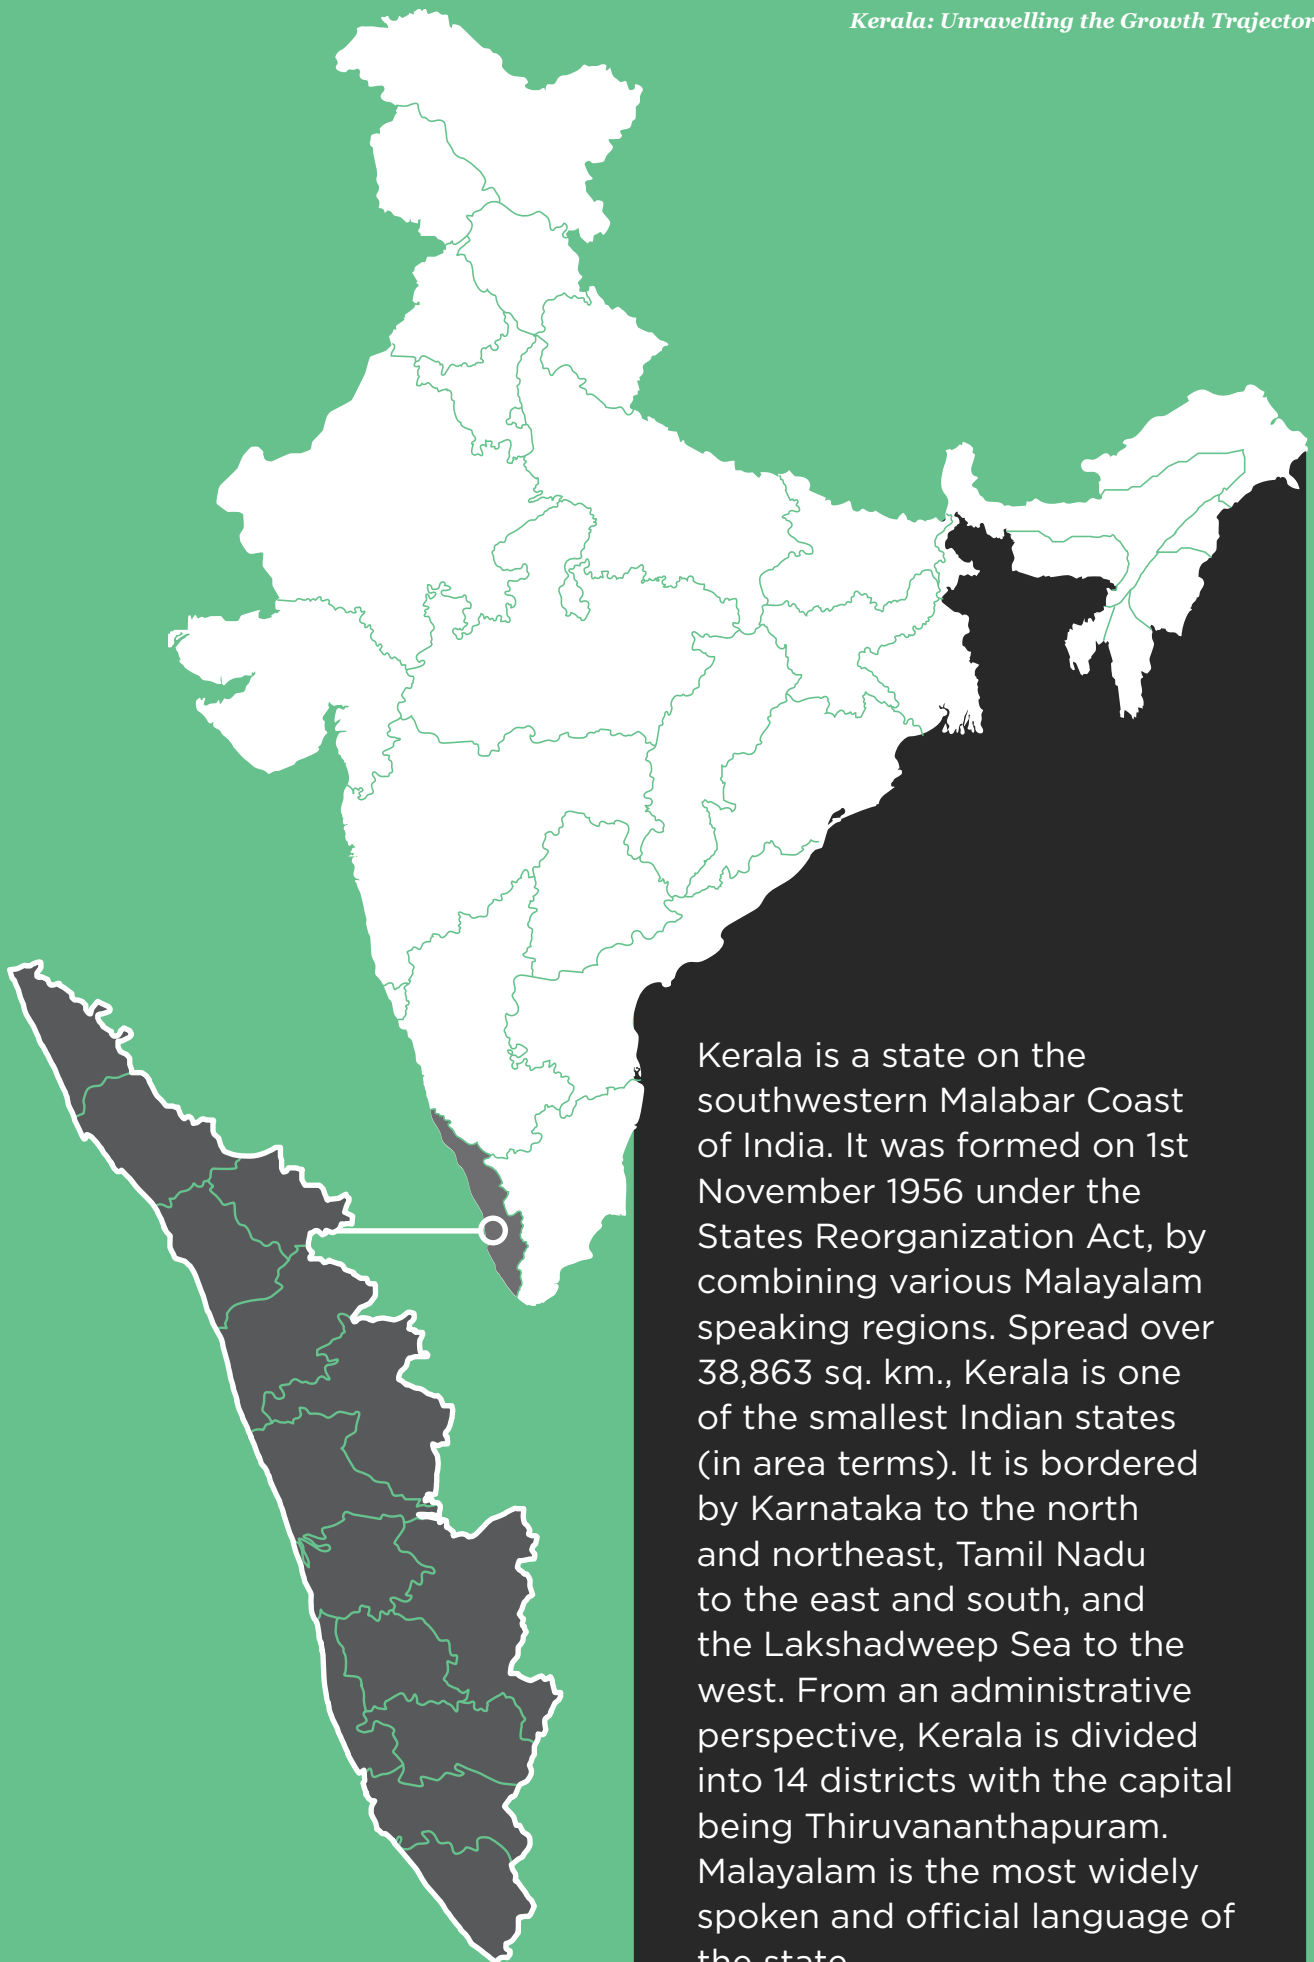 Kerala: Unravelling the Growth Trajector
Kerala is a state on the
southwestern Malabar Coast
of India. It was formed on 1st
November 1956 under the
States Reorganization Act, by
combining various Malayalam
speaking regions. Spread over
38,863 sq. km., Kerala is one
of the smallest Indian states
(in area terms). It is bordered
by Karnataka to the north
and northeast, Tamil Nadu
to the east and south, and
the Lakshadweep Sea to the
west. From an administrative
perspective, Kerala is divided
into 14 districts with the capital
being Thiruvananthapuram.
Malayalam is the most widely
spoken and official language of
the state